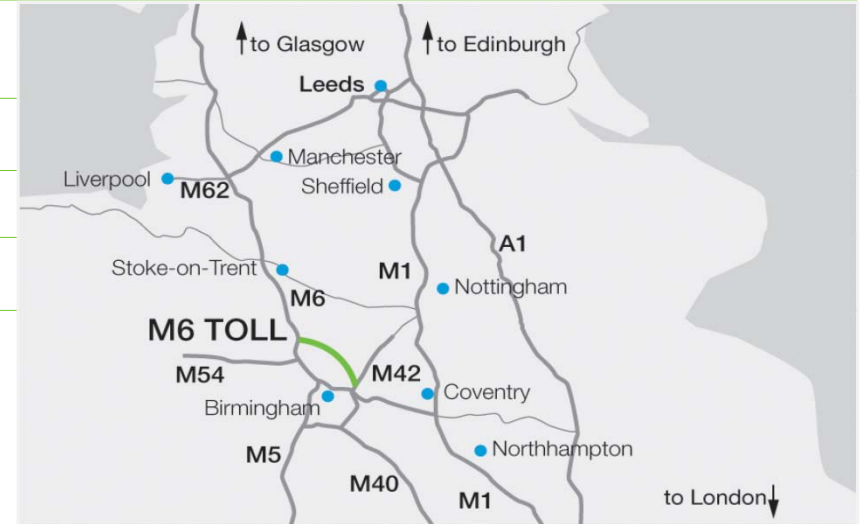 to Glasgow
to Edinburgh
Leeds
Manchester
Liverpool
M62
Sheffield
A1
Stoke-on-Trent
M1
Nottingham
M6
M6 TOLL
M54
M42
Coventry
Birmingham
Northhampton
M5
M40
M1
to London